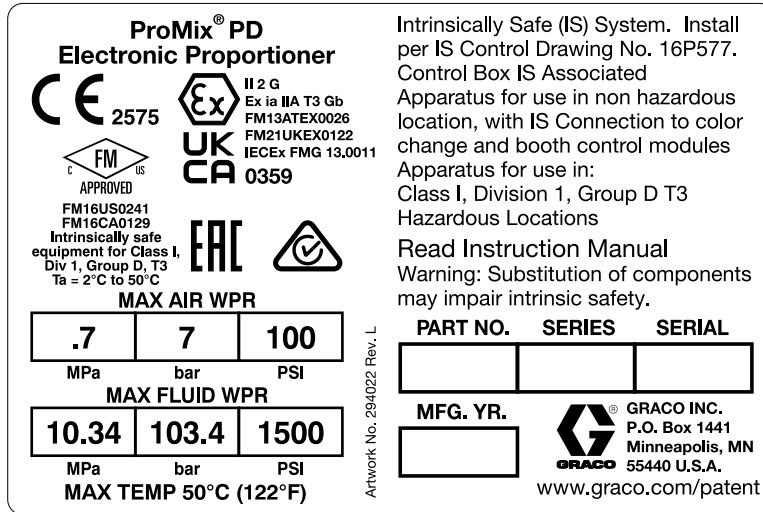 ProMix® PD
Electronic Proportioner
CE 2575
Ex
II 2 G
Ex ia IIA T3 Gb
FM13ATEX0026
FM21UKEX0122
IECEx FMG 13.0011
UK
CA 0359
C FM US
APPROVED
FM16US0241
FM16CA0129
Intrinsically safe
equipment for Class I,
Div 1, Group D, T3
Ta = 2°C to 50°C
EAC
MAX AIR WPR
.7 7 100
MPa bar PSI
MAX FLUID WPR
10.34 103.4 1500
MPa bar PSI
MAX TEMP 50°C (122°F)
Artwork No. 294022 Rev. L
Intrinsically Safe (IS) System. Install
per IS Control Drawing No. 16P577.
Control Box IS Associated
Apparatus for use in non hazardous
location, with IS Connection to color
change and booth control modules
Apparatus for use in:
Class I, Division 1, Group D T3
Hazardous Locations
Read Instruction Manual
Warning: Substitution of components
may impair intrinsic safety.
PART NO. SERIES SERIAL
MFG. YR.
G®
GRACO
GRACO INC.
P.O. Box 1441
Minneapolis, MN
55440 U.S.A.
www.graco.com/patent